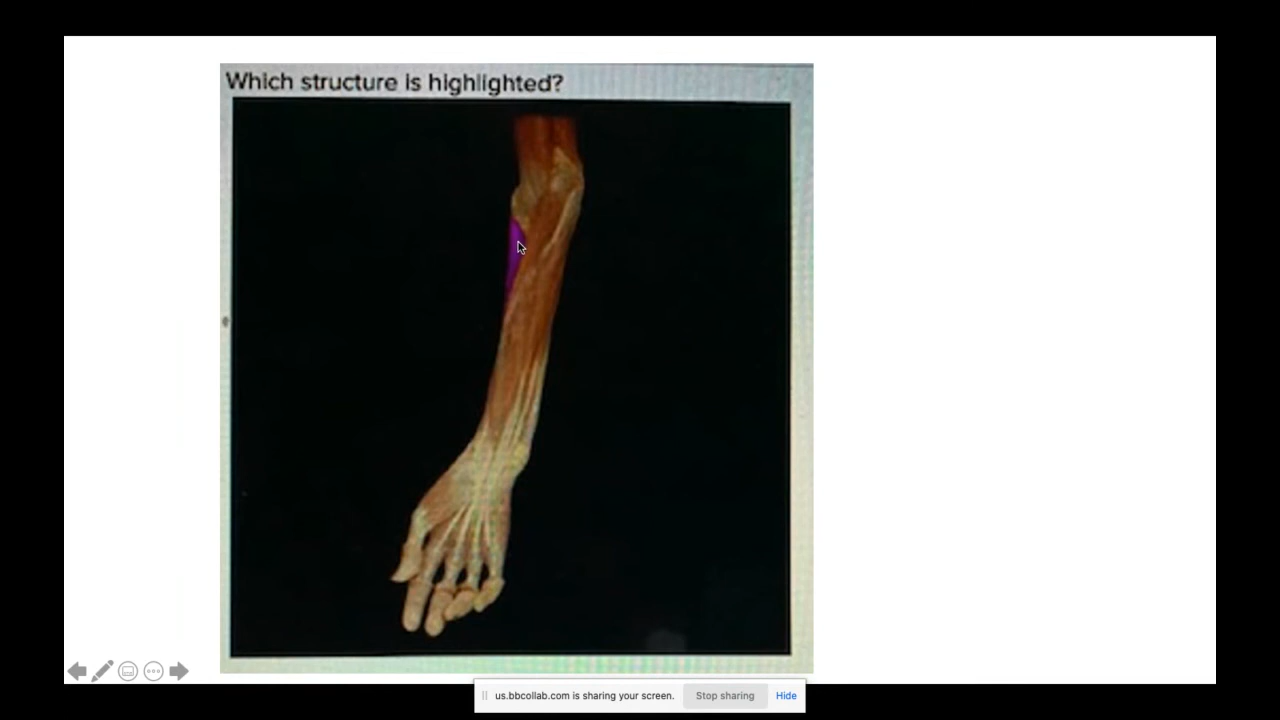 Which structure is highlighted?
us.bbcollab.com is sharing your screen. Stop sharing Hide